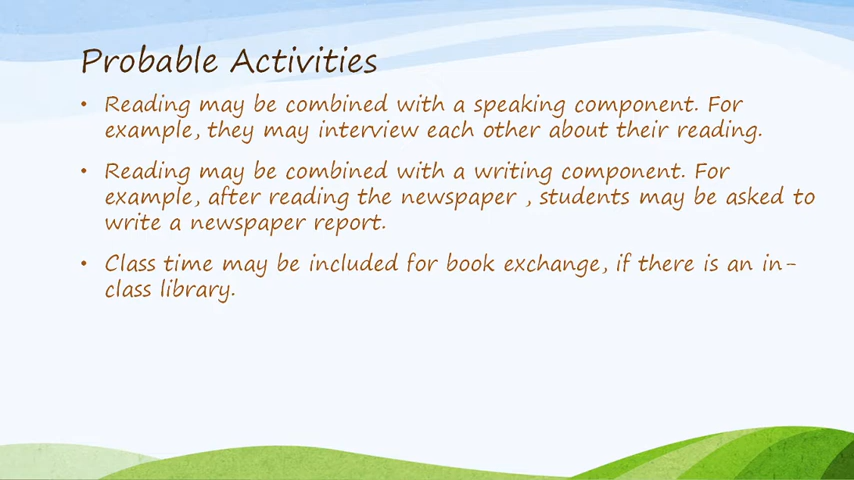 Probable Activities
• Reading may be combined with a speaking component. For
example, they may interview each other about their reading.
• Reading may be combined with a writing component. For
example, after reading the newspaper , students may be asked to
write a newspaper report.
• Class time may be included for book exchange, if there is an in-
class library.